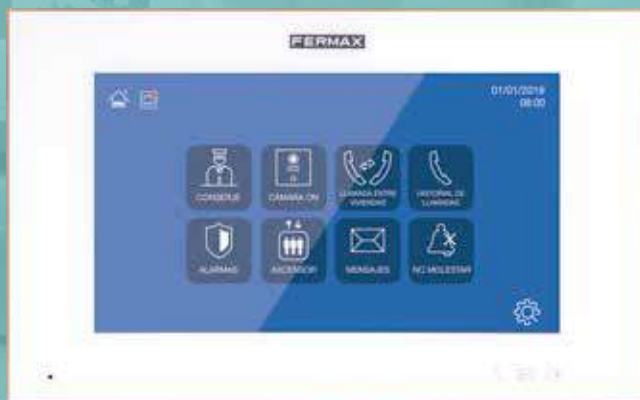 FERMAX
01/01/2019
08:00
CONSERJE
CÁMARA ON
LLAMADA ENTRE
VIVIENDAS
HISTORIAL DE
LLAMADAS
ALARMAS
ASCENSOR
MENSAJES
NO MOLESTAR